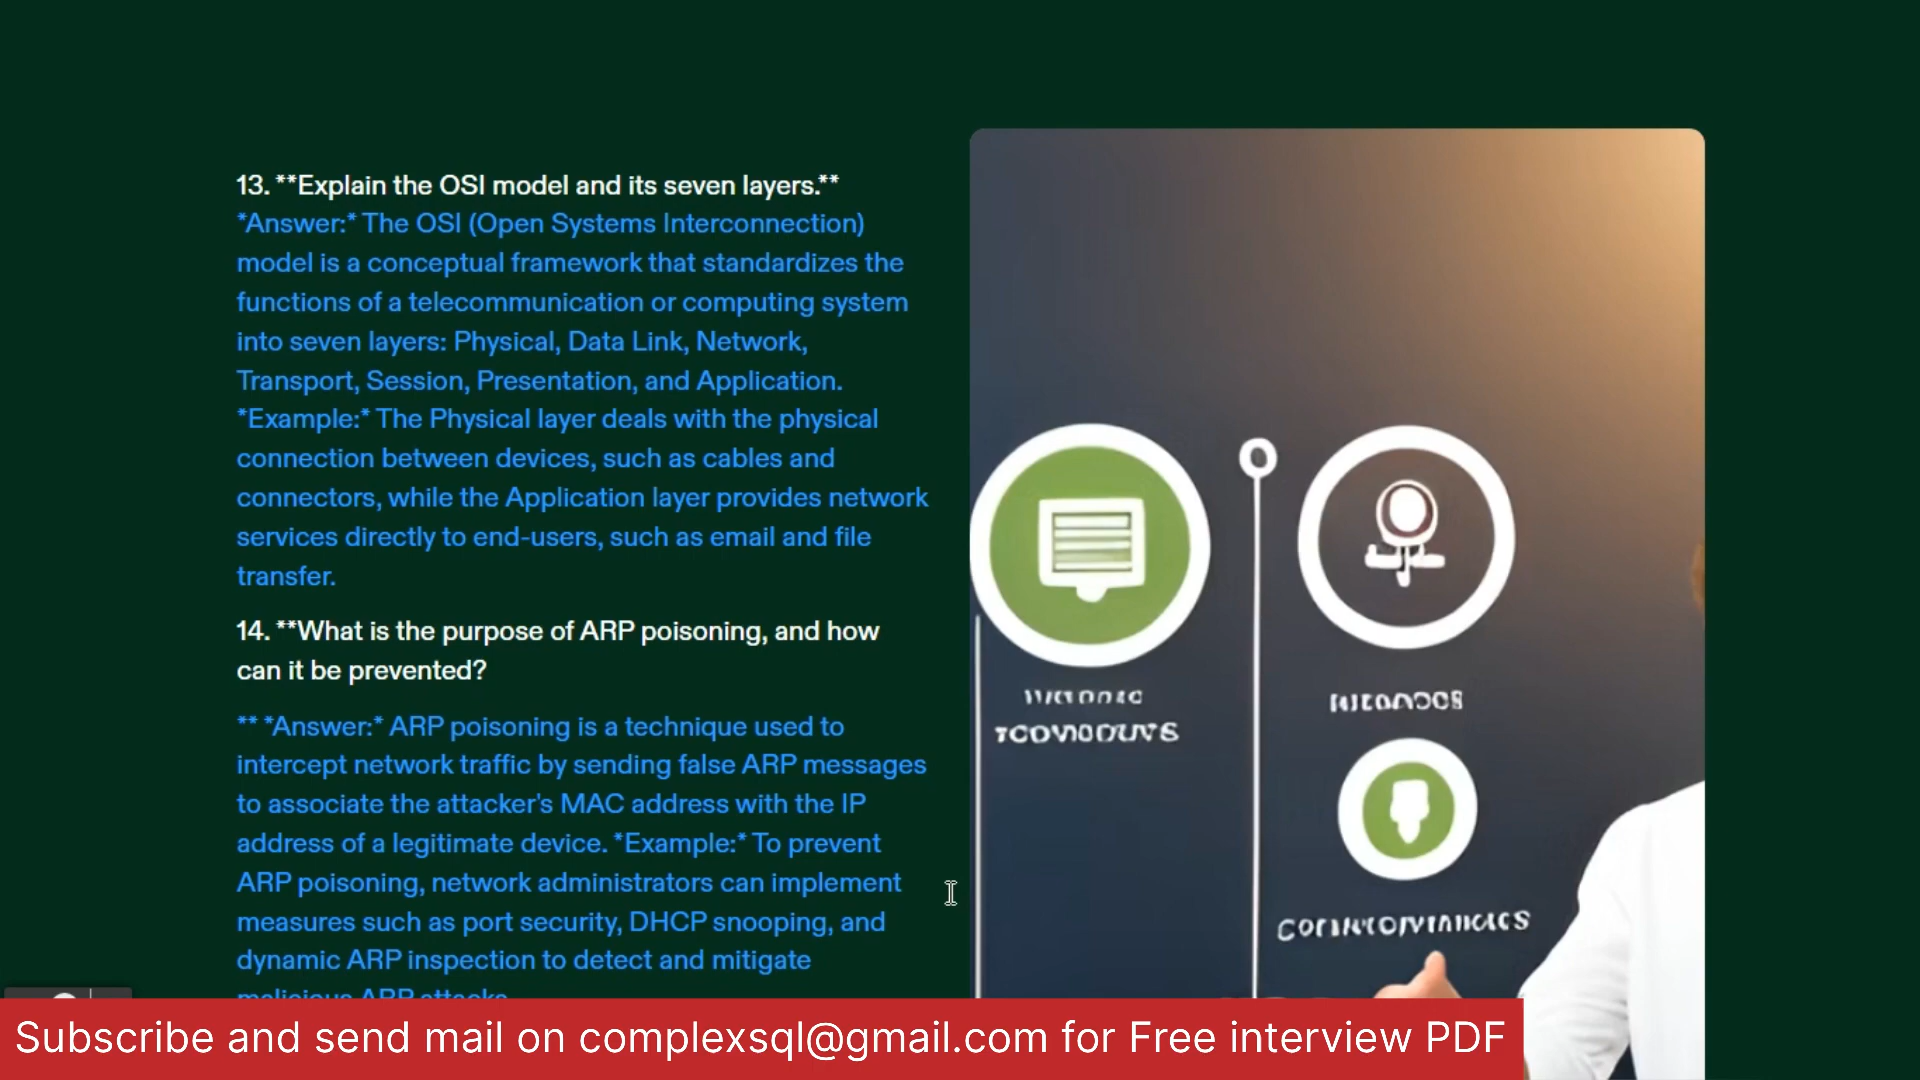 13. **Explain the OSI model and its seven layers.**
*Answer:* The OSI (Open Systems Interconnection)
model is a conceptual framework that standardizes the
functions of a telecommunication or computing system
into seven layers: Physical, Data Link, Network,
Transport, Session, Presentation, and Application.
*Example:* The Physical layer deals with the physical
connection between devices, such as cables and
connectors, while the Application layer provides network
services directly to end-users, such as email and file
transfer.
14. **What is the purpose of ARP poisoning, and how
can it be prevented?
** *Answer:* ARP poisoning is a technique used to
intercept network traffic by sending false ARP messages
to associate the attacker's MAC address with the IP
address of a legitimate device. *Example:* To prevent
ARP poisoning, network administrators can implement
measures such as port security, DHCP snooping, and
dynamic ARP inspection to detect and mitigate
malicious ARP attacks.
Subscribe and send mail on complexsql@gmail.com for Free interview PDF